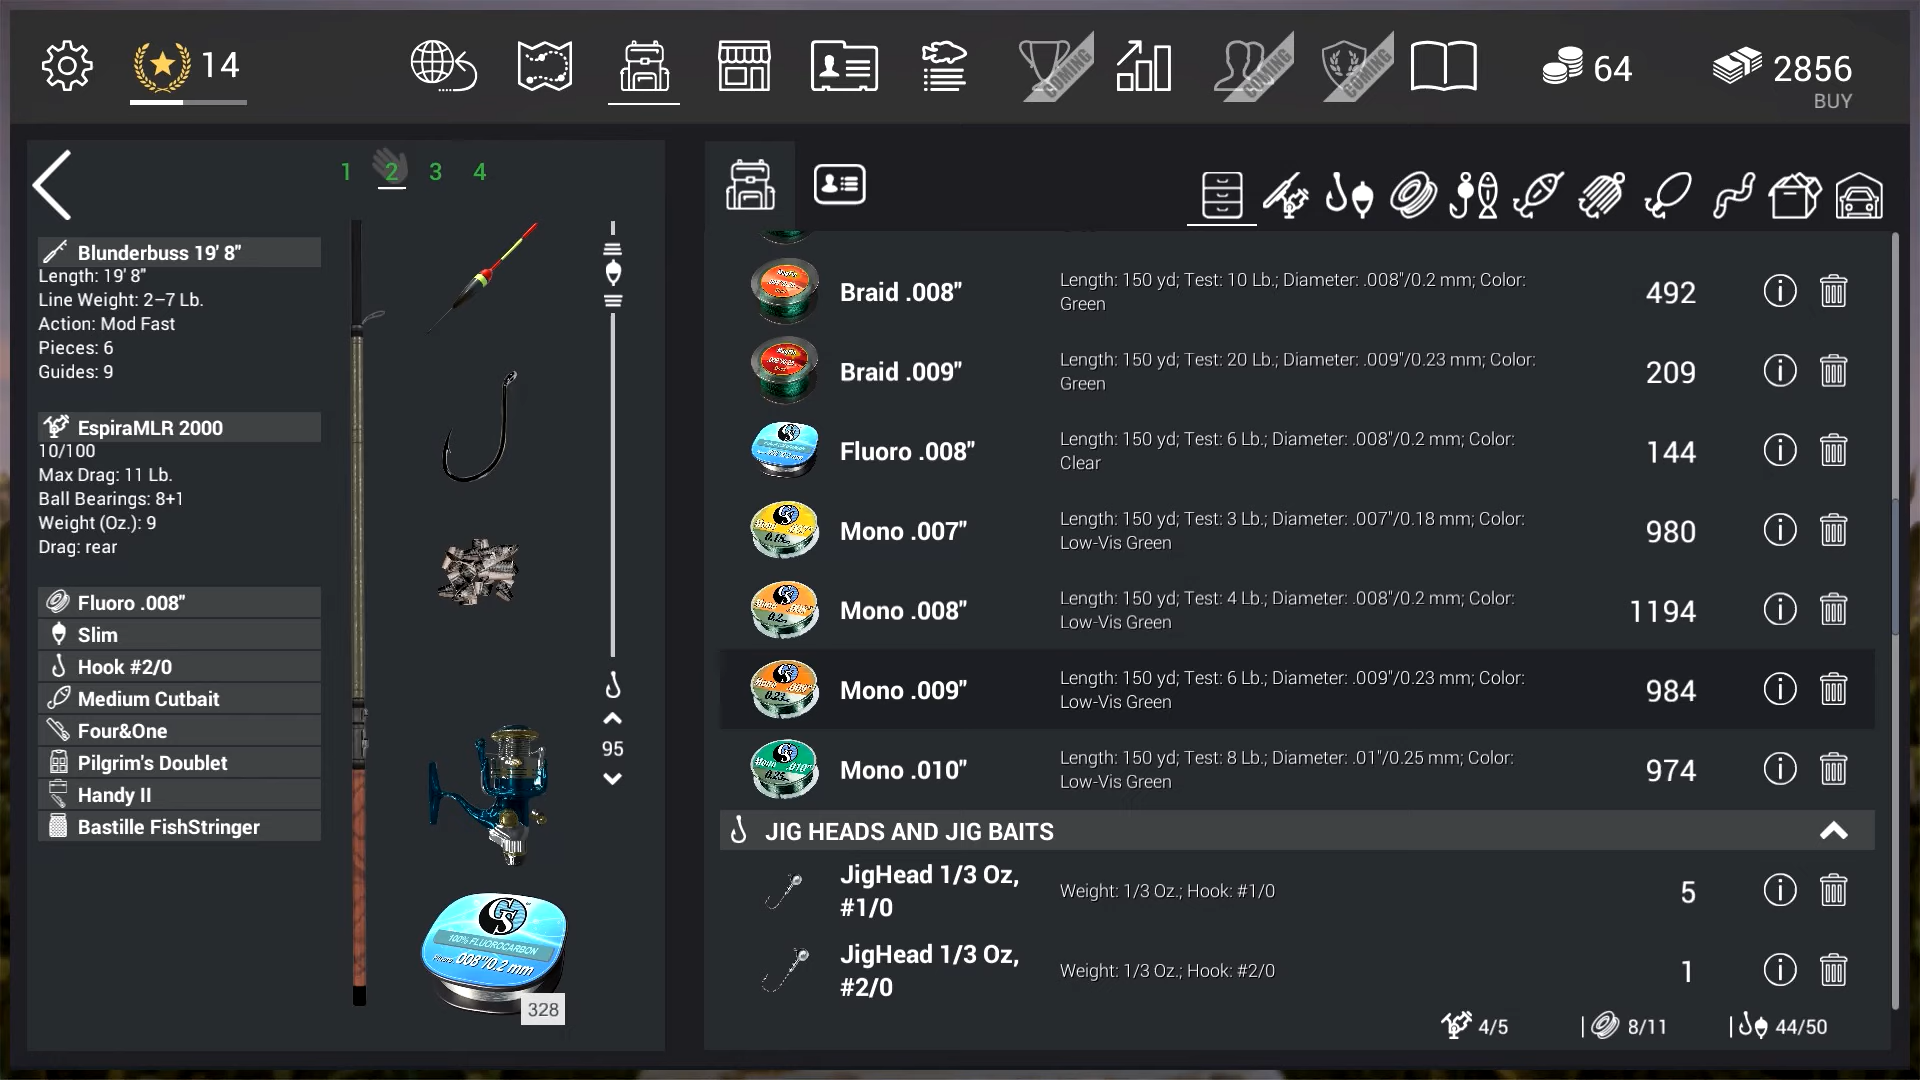 14
COMING
COMING
COMING
64
2856
BUY
1
2
3
4
Blunderbuss 19' 8"
Length: 19' 8"
Line Weight: 2–7 Lb.
Action: Mod Fast
Pieces: 6
Guides: 9
EspiraMLR 2000
10/100
Max Drag: 11 Lb.
Ball Bearings: 8+1
Weight (Oz.): 9
Drag: rear
Fluoro .008"
Slim
Hook #2/0
Medium Cutbait
Four&One
Pilgrim's Doublet
Handy II
Bastille FishStringer
95
100% FLUOROCARBON
Fluoro .008"/0.2 mm
328
Braid .008"
Length: 150 yd; Test: 10 Lb.; Diameter: .008"/0.2 mm; Color:
Green
492
Braid .009"
Length: 150 yd; Test: 20 Lb.; Diameter: .009"/0.23 mm; Color:
Green
209
Fluoro .008"
Length: 150 yd; Test: 6 Lb.; Diameter: .008"/0.2 mm; Color:
Clear
144
Mono .007"
Length: 150 yd; Test: 3 Lb.; Diameter: .007"/0.18 mm; Color:
Low-Vis Green
980
Mono .008"
Length: 150 yd; Test: 4 Lb.; Diameter: .008"/0.2 mm; Color:
Low-Vis Green
1194
Mono .009"
Length: 150 yd; Test: 6 Lb.; Diameter: .009"/0.23 mm; Color:
Low-Vis Green
984
Mono .010"
Length: 150 yd; Test: 8 Lb.; Diameter: .01"/0.25 mm; Color:
Low-Vis Green
974
JIG HEADS AND JIG BAITS
JigHead 1/3 Oz,
#1/0
Weight: 1/3 Oz.; Hook: #1/0
5
JigHead 1/3 Oz,
#2/0
Weight: 1/3 Oz.; Hook: #2/0
1
4/5
8/11
44/50